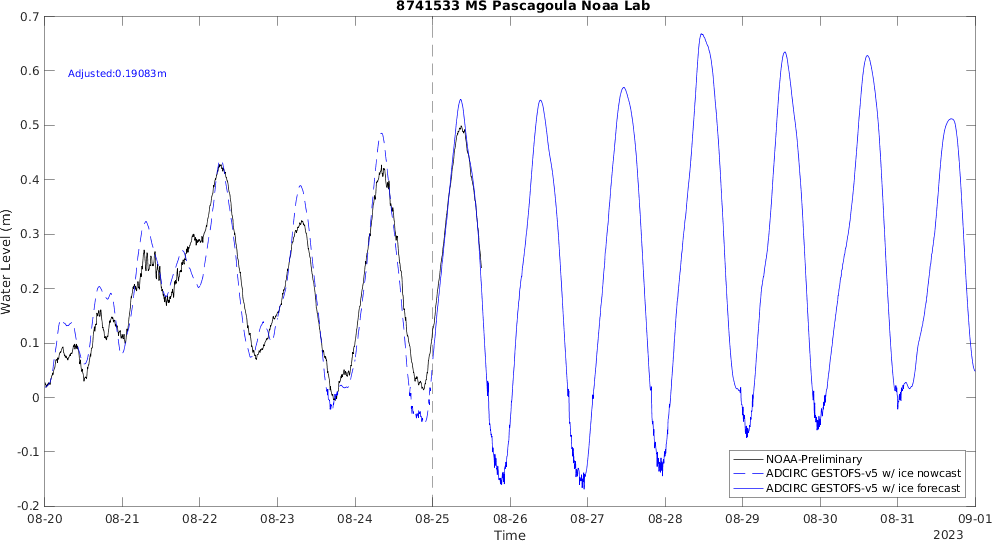 8741533 MS Pascagoula Noaa Lab
Adjusted:0.19083m
Water Level (m)
0.7
0.6
0.5
0.4
0.3
0.2
0.1
0
-0.1
-0.2
NOAA-Preliminary
ADCIRC GESTOFS-v5 w/ ice nowcast
ADCIRC GESTOFS-v5 w/ ice forecast
08-20 08-21 08-22 08-23 08-24 08-25 08-26 08-27 08-28 08-29 08-30 08-31 09-01
Time
2023